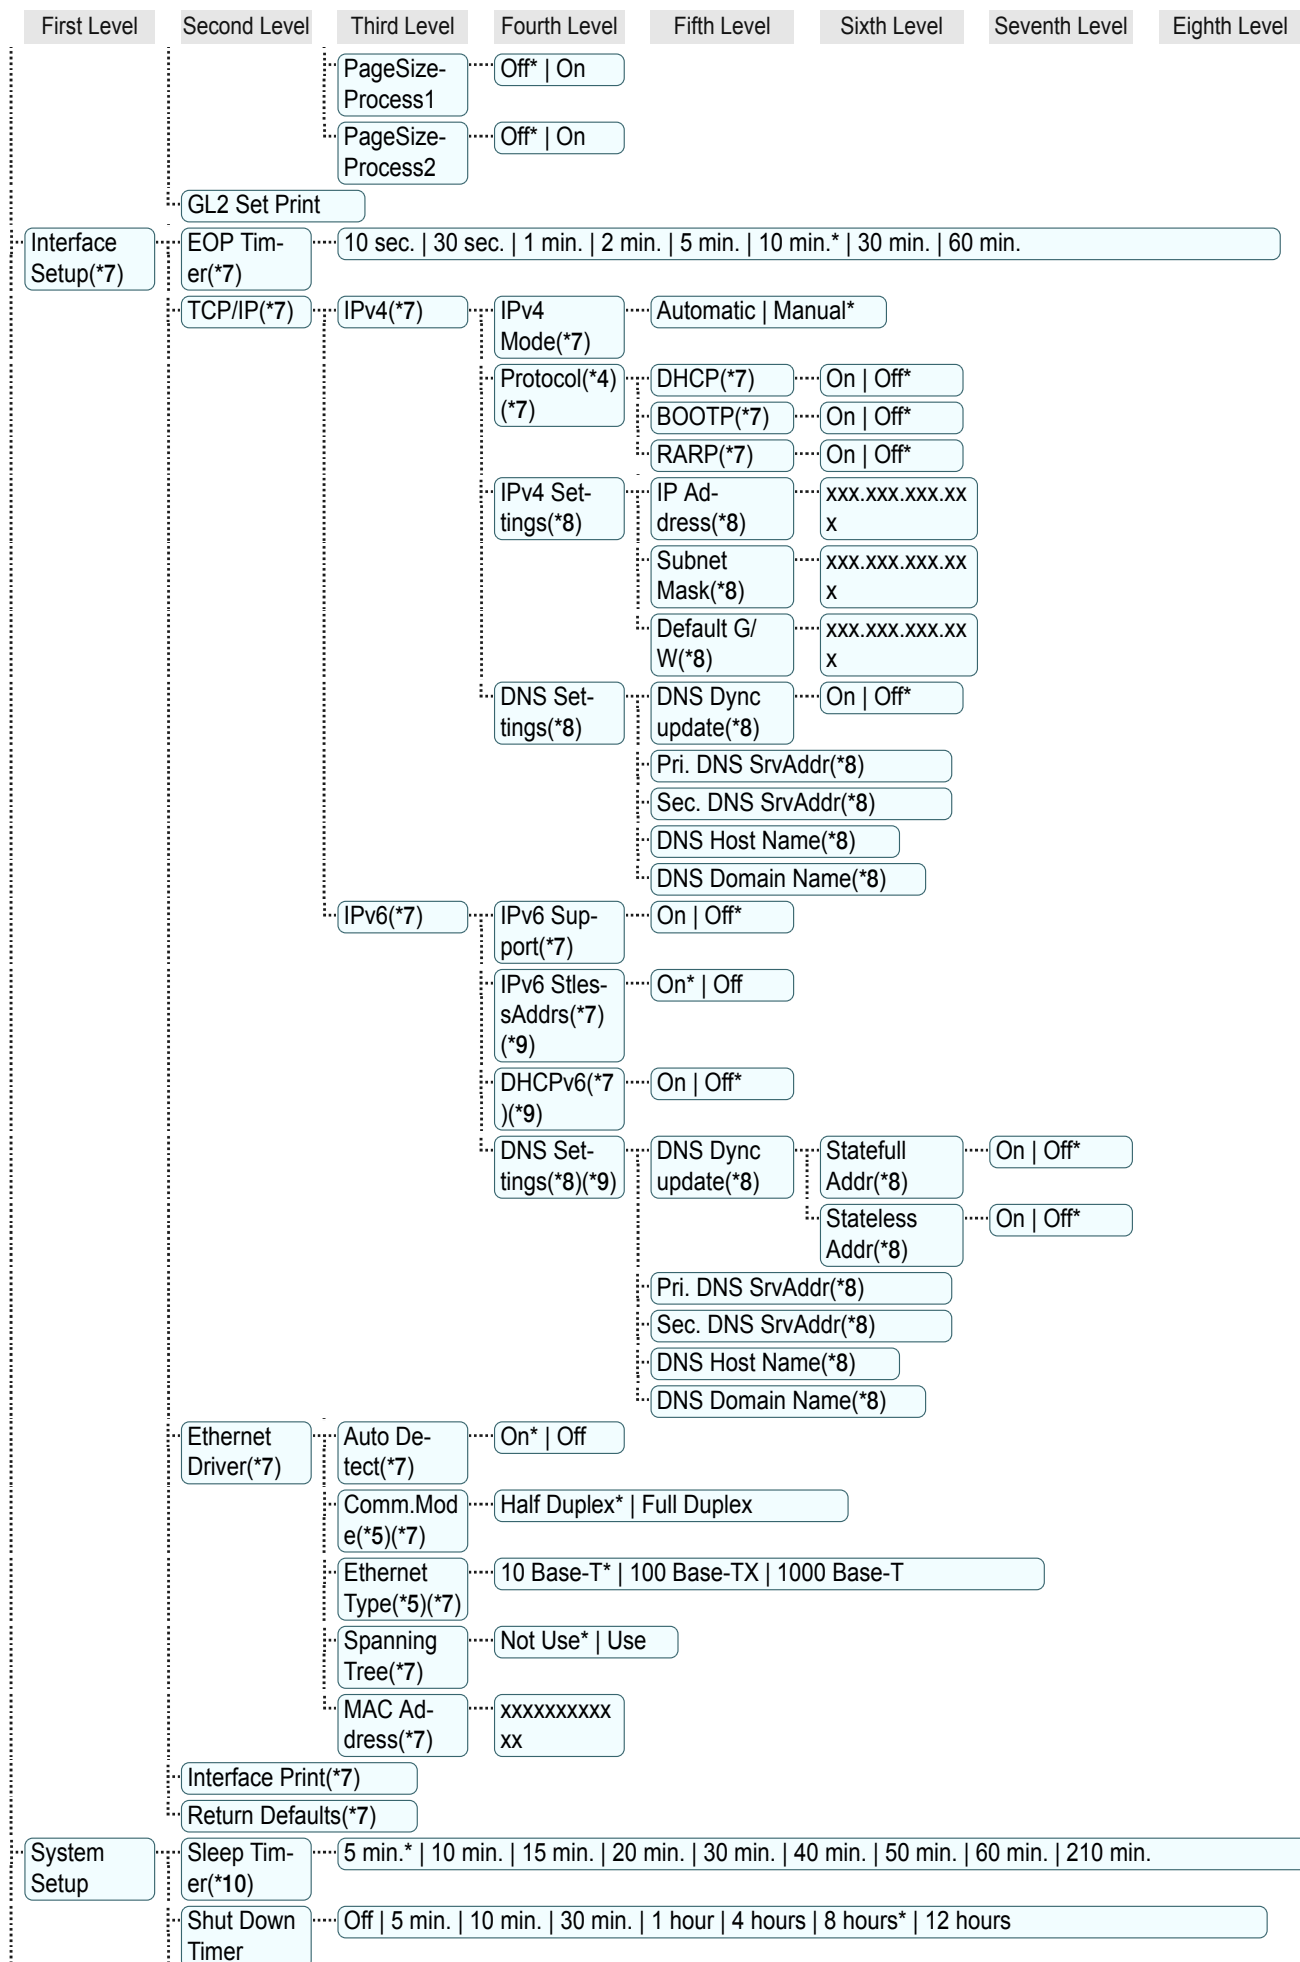 First Level Second Level Third Level Fourth Level Fifth Level Sixth Level Seventh Level Eighth Level
PageSize-
Process1
Off* | On
PageSize-
Process2
Off* | On
GL2 Set Print
Interface
Setup(*7)
EOP Tim-
er(*7)
10 sec. | 30 sec. | 1 min. | 2 min. | 5 min. | 10 min.* | 30 min. | 60 min.
TCP/IP(*7)
IPv4(*7)
IPv4
Mode(*7)
Automatic | Manual*
Protocol(*4)
(*7)
DHCP(*7)
On | Off*
BOOTP(*7)
On | Off*
RARP(*7)
On | Off*
IPv4 Set-
tings(*8)
IP Ad-
dress(*8)
xxx.xxx.xxx.xx
x
Subnet
Mask(*8)
xxx.xxx.xxx.xx
x
Default G/
W(*8)
xxx.xxx.xxx.xx
x
DNS Set-
tings(*8)
DNS Dync
update(*8)
On | Off*
Pri. DNS SrvAddr(*8)
Sec. DNS SrvAddr(*8)
DNS Host Name(*8)
DNS Domain Name(*8)
IPv6(*7)
IPv6 Sup-
port(*7)
On | Off*
IPv6 Stles-
sAddrs(*7)
(*9)
On* | Off
DHCPv6(*7
)(*9)
On | Off*
DNS Set-
tings(*8)(*9)
DNS Dync
update(*8)
Statefull
Addr(*8)
On | Off*
Stateless
Addr(*8)
On | Off*
Pri. DNS SrvAddr(*8)
Sec. DNS SrvAddr(*8)
DNS Host Name(*8)
DNS Domain Name(*8)
Ethernet
Driver(*7)
Auto De-
tect(*7)
On* | Off
Comm.Mod
e(*5)(*7)
Half Duplex* | Full Duplex
Ethernet
Type(*5)(*7)
10 Base-T* | 100 Base-TX | 1000 Base-T
Spanning
Tree(*7)
Not Use* | Use
MAC Ad-
dress(*7)
xxxxxxxxxx
xx
Interface Print(*7)
Return Defaults(*7)
System
Setup
Sleep Tim-
er(*10)
5 min.* | 10 min. | 15 min. | 20 min. | 30 min. | 40 min. | 50 min. | 60 min. | 210 min.
Shut Down
Timer
Off | 5 min. | 10 min. | 30 min. | 1 hour | 4 hours | 8 hours* | 12 hours